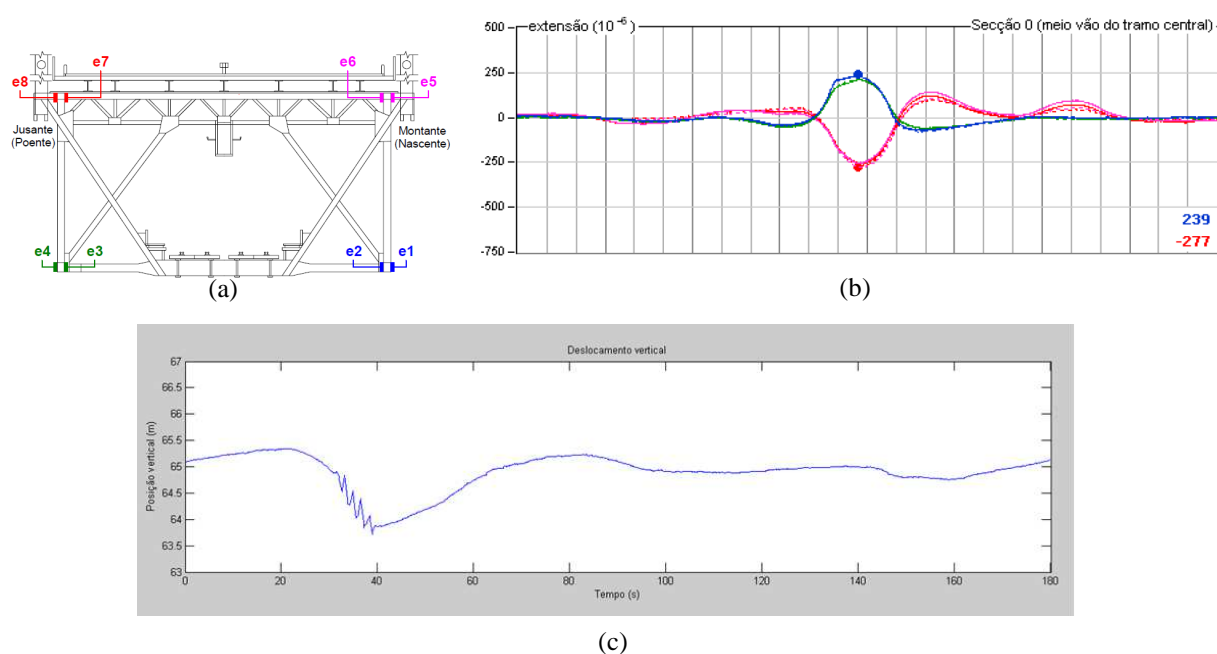 e8
e7
e6
e5
Jusante
(Poente)
Montante
(Nascente)
e4
e3
e2
e1
(a)
extensão (10⁻⁶)
Secção 0 (meio vão do tramo central)
500
250
0
-250
-500
-750
239
-277
(b)
Deslocamento vertical
Posição vertical (m)
67
66.5
66
65.5
65
64.5
64
63.5
63
0 20 40 60 80 100 120 140 160 180
Tempo (s)
(c)